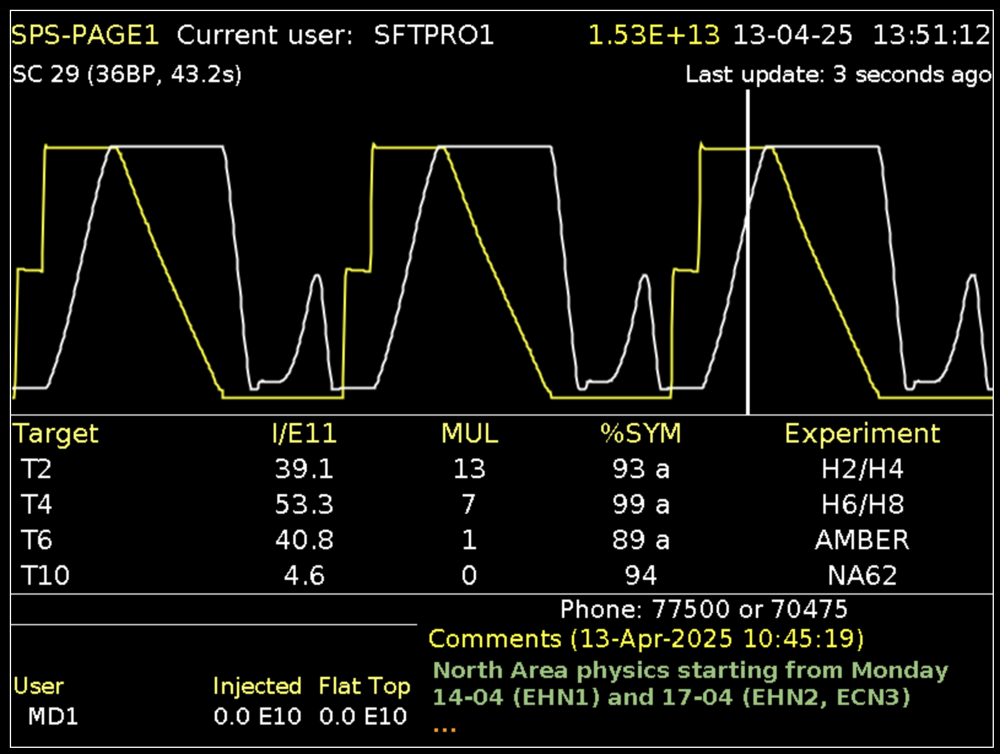 SPS-PAGE1 Current user: SFTPRO1 1.53E+13 13-04-25 13:51:12
SC 29 (36BP, 43.2s) Last update: 3 seconds ago
Target I/E11 MUL %SYM Experiment
T2 39.1 13 93 a H2/H4
T4 53.3 7 99 a H6/H8
T6 40.8 1 89 a AMBER
T10 4.6 0 94 NA62
Phone: 77500 or 70475
Comments (13-Apr-2025 10:45:19)
North Area physics starting from Monday
14-04 (EHN1) and 17-04 (EHN2, ECN3)
...
User Injected Flat Top
MD1 0.0 E10 0.0 E10